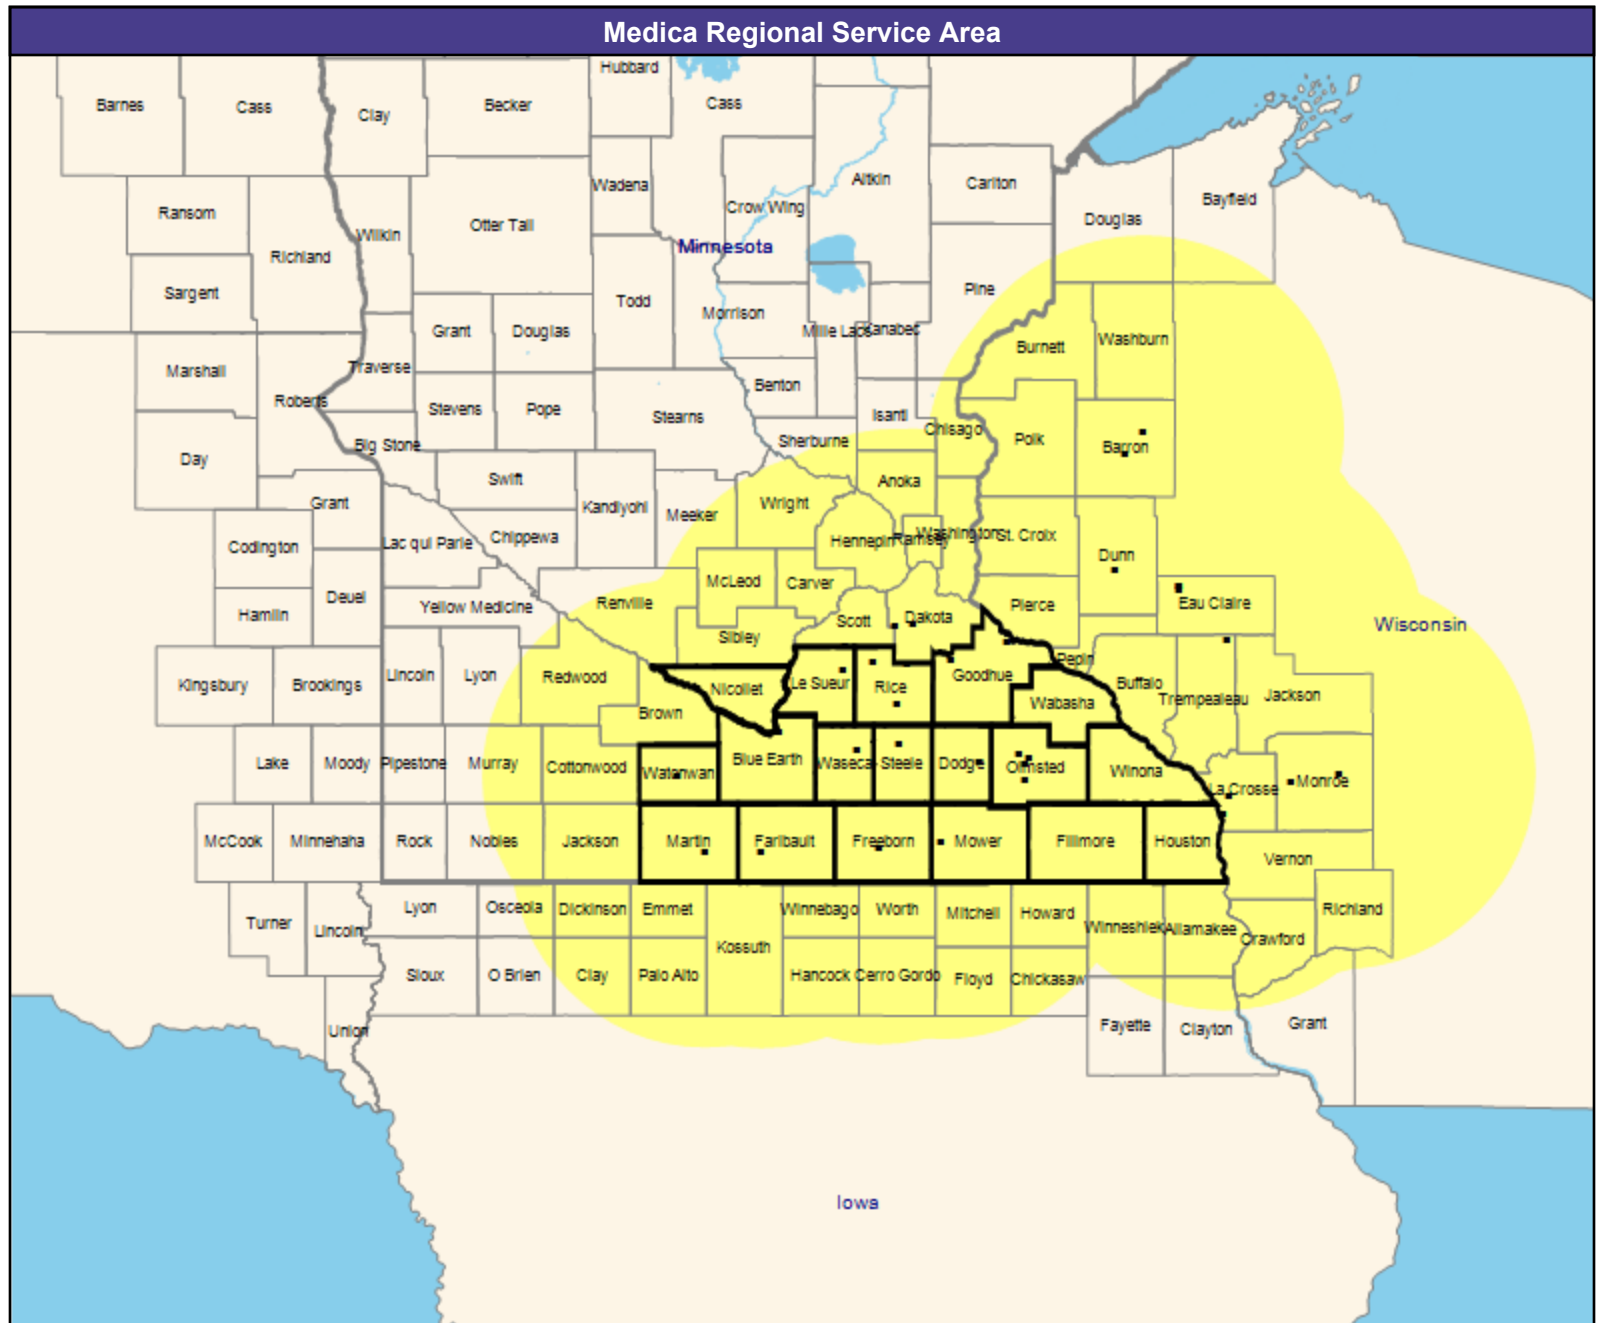 Medica Regional Service Area
Hubbard
Barnes
Cass
Clay
Becker
Cass
Wadena
Aitkin
Carlton
Ransom
Crow Wing
Bayfield
Wilkin
Otter Tail
Douglas
Minnesota
Richland
Sargent
Todd
Pine
Morrison
Grant
Douglas
Mille Lacs
Kanabec
Burnett
Washburn
Marshall
Traverse
Benton
Roberts
Stevens
Pope
Stearns
Isanti
Chisago
Polk
Barron
Big Stone
Sherburne
Day
Swift
Anoka
Grant
Kandiyohi
Meeker
Wright
Codington
Lac qui Parle
Chippewa
Hennepin
Ramsey
Washington
St. Croix
Dunn
Deuel
McLeod
Carver
Hamlin
Yellow Medicine
Renville
Scott
Dakota
Pierce
Eau Claire
Wisconsin
Sibley
Pepin
Kingsbury
Brookings
Lincoln
Lyon
Redwood
Nicollet
Le Sueur
Rice
Goodhue
Buffalo
Trempealeau
Jackson
Brown
Wabasha
Lake
Moody
Pipestone
Murray
Cottonwood
Watonwan
Blue Earth
Waseca
Steele
Dodge
Olmsted
Winona
La Crosse
Monroe
McCook
Minnehaha
Rock
Nobles
Jackson
Martin
Faribault
Freeborn
Mower
Fillmore
Houston
Vernon
Turner
Lincoln
Lyon
Osceola
Dickinson
Emmet
Winnebago
Worth
Mitchell
Howard
Winneshiek
Allamakee
Crawford
Richland
Kossuth
Sioux
O Brien
Clay
Palo Alto
Hancock
Cerro Gordo
Floyd
Chickasaw
Union
Fayette
Clayton
Grant
Iowa